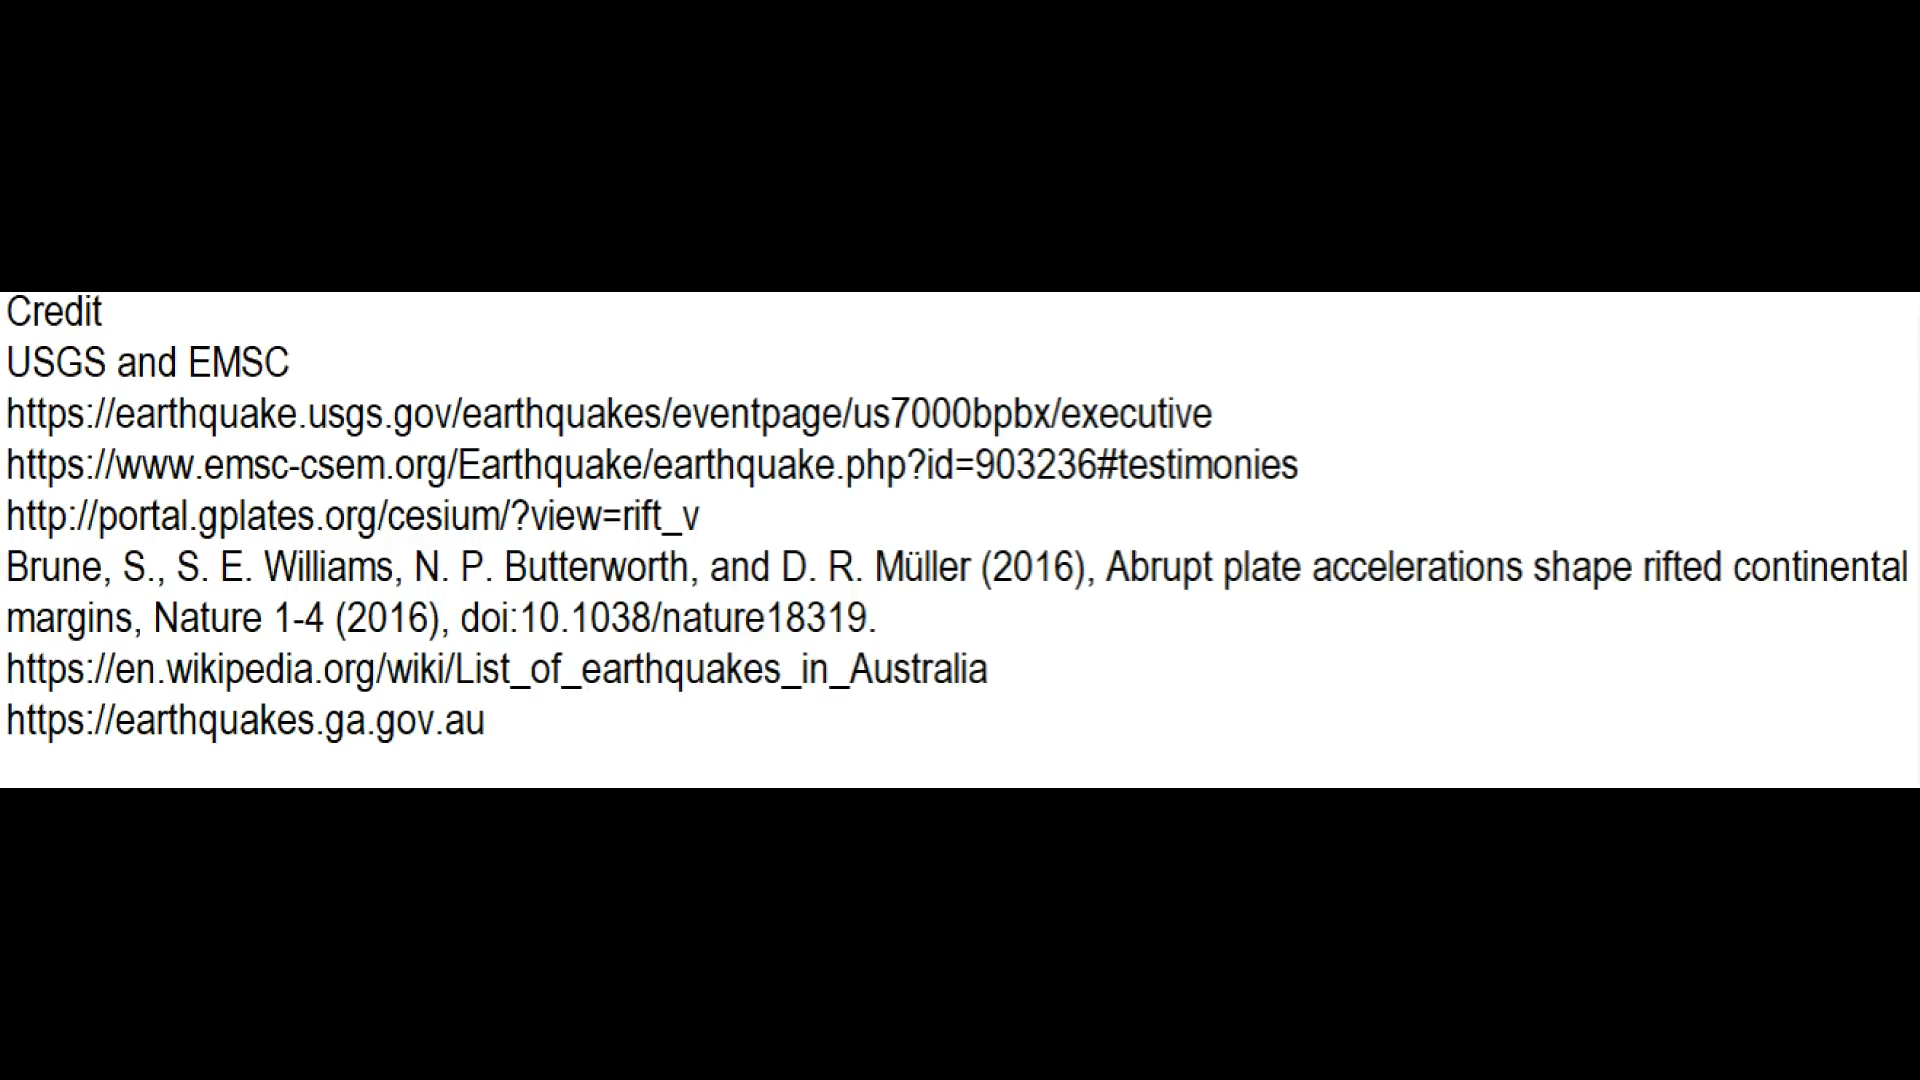 Credit
USGS and EMSC
https://earthquake.usgs.gov/earthquakes/eventpage/us7000bpbx/executive
https://www.emsc-csem.org/Earthquake/earthquake.php?id=903236#testimonies
http://portal.gplates.org/cesium/?view=rift_v
Brune, S., S. E. Williams, N. P. Butterworth, and D. R. Müller (2016), Abrupt plate accelerations shape rifted continental
margins, Nature 1-4 (2016), doi:10.1038/nature18319.
https://en.wikipedia.org/wiki/List_of_earthquakes_in_Australia
https://earthquakes.ga.gov.au